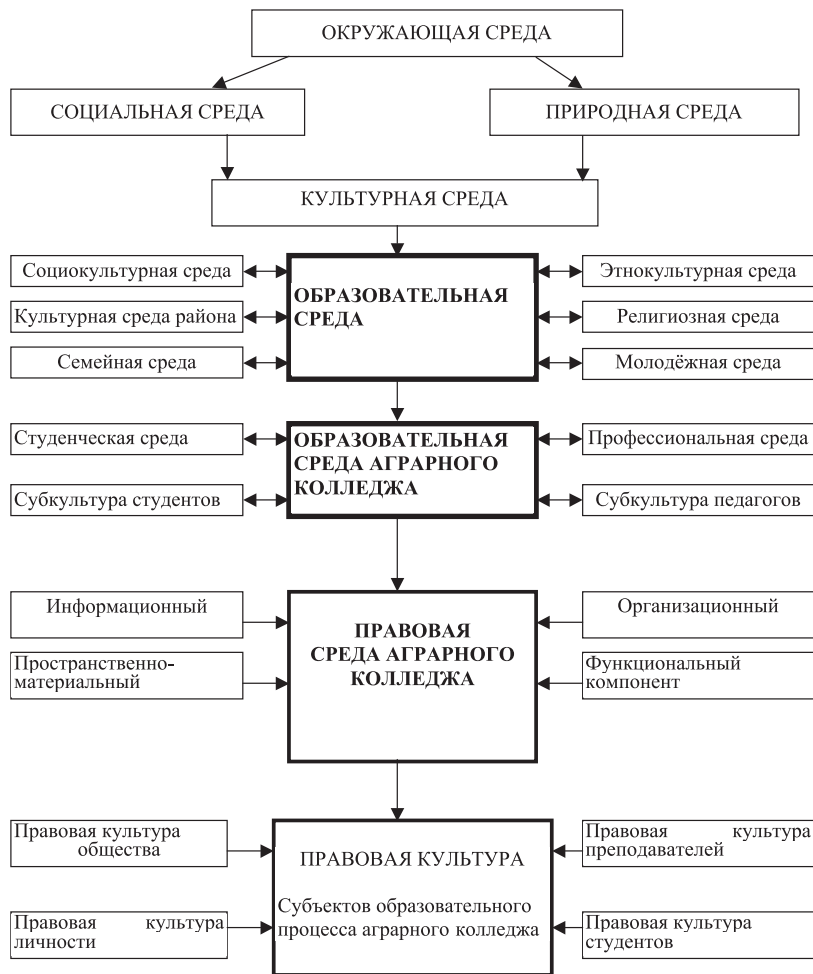 ОКРУЖАЮЩАЯ СРЕДА
СОЦИАЛЬНАЯ СРЕДА
ПРИРОДНАЯ СРЕДА
КУЛЬТУРНАЯ СРЕДА
Социокультурная среда
Культурная среда района
Семейная среда
ОБРАЗОВАТЕЛЬНАЯ
СРЕДА
Этнокультурная среда
Религиозная среда
Молодёжная среда
Студенческая среда
Субкультура студентов
ОБРАЗОВАТЕЛЬНАЯ
СРЕДА АГРАРНОГО
КОЛЛЕДЖА
Профессиональная среда
Субкультура педагогов
Информационный
Пространственно-
материальный
ПРАВОВАЯ
СРЕДА АГРАРНОГО
КОЛЛЕДЖА
Организационный
Функциональный
компонент
Правовая культура
общества
Правовая культура
личности
ПРАВОВАЯ КУЛЬТУРА
Субъектов образовательного
процесса аграрного колледжа
Правовая культура
преподавателей
Правовая культура
студентов